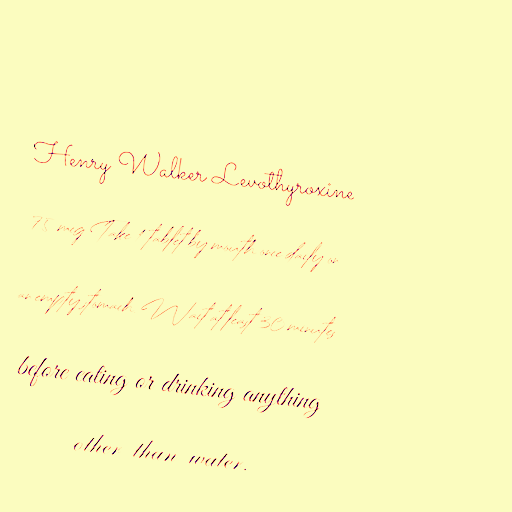 Henry Walker Levothyroxine
75 mcg Take 1 tablet by mouth once daily on
an empty stomach. Wait at least 30 minutes
before eating or drinking anything
other than water.